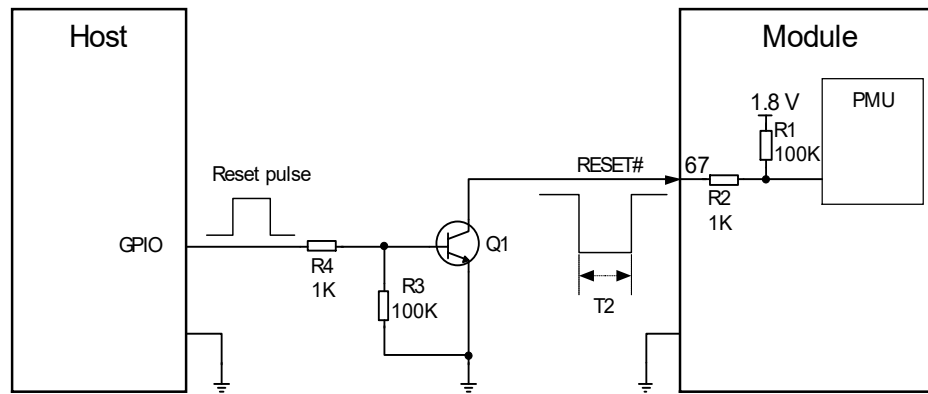 Host
Module
1.8 V
PMU
R1
100K
Reset pulse
RESET#
67
R2
1K
GPIO
Q1
R4
1K
R3
100K
T2